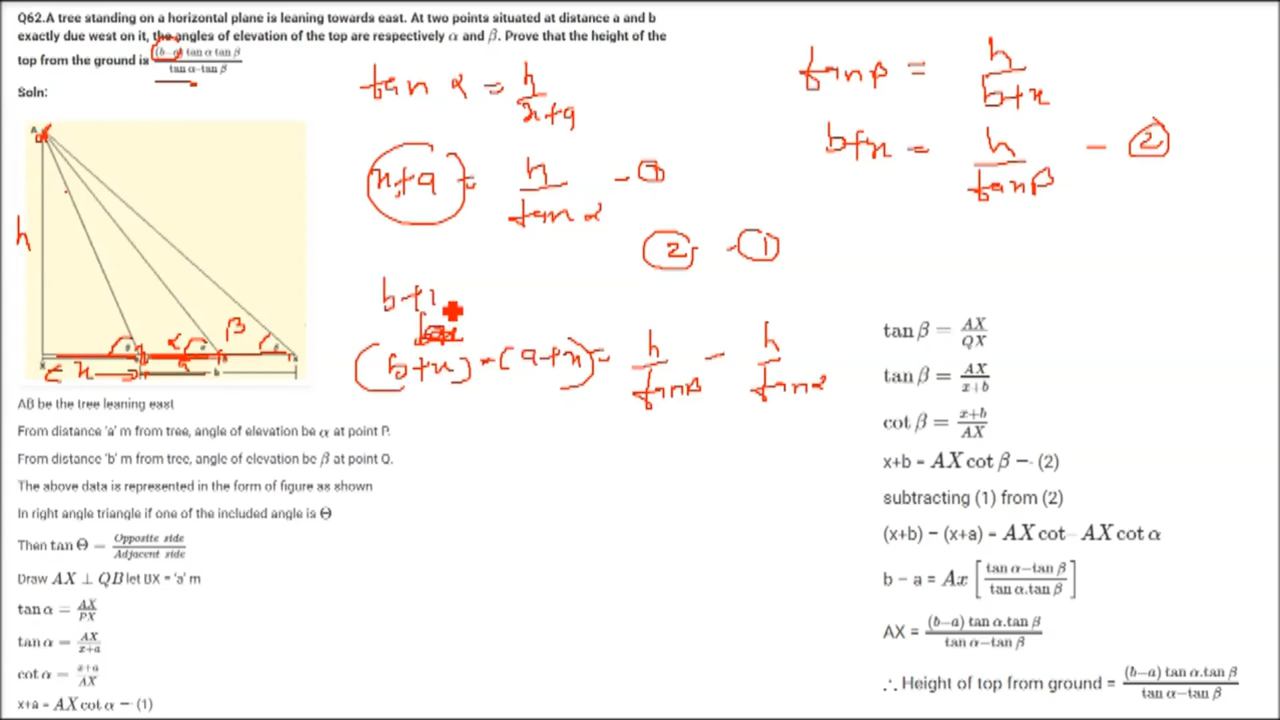 Q62.A tree standing on a horizontal plane is leaning towards east. At two points situated at distance a and b
exactly due west on it, the angles of elevation of the top are respectively α and β. Prove that the height of the
top from the ground is (b−a) tan α tan β / tan α−tan β
Soln:
tan α = h / x+a
x+a = h / tan α - ①
tan β = h / b+x
b+x = h / tan β - ②
② - ①
b+
(b+x) - (a+x) = h / tan β - h / tan α
A
h
α
β
x
a
b
AB be the tree leaning east
From distance 'a' m from tree, angle of elevation be α at point P.
From distance 'b' m from tree, angle of elevation be β at point Q.
The above data is represented in the form of figure as shown
In right angle triangle if one of the included angle is Θ
Then tan Θ = Opposite side / Adjacent side
Draw AX ⊥ QB let BX = 'a' m
tan α = AX / PX
tan α = AX / x+a
cot α = x+a / AX
x+a = AX cot α − (1)
tan β = AX / QX
tan β = AX / x+b
cot β = x+b / AX
x+b = AX cot β − (2)
subtracting (1) from (2)
(x+b) − (x+a) = AX cot − AX cot α
b − a = Ax [tan α−tan β / tan α.tan β]
AX = (b−a) tan α.tan β / tan α−tan β
∴ Height of top from ground = (b−a) tan α.tan β / tan α−tan β